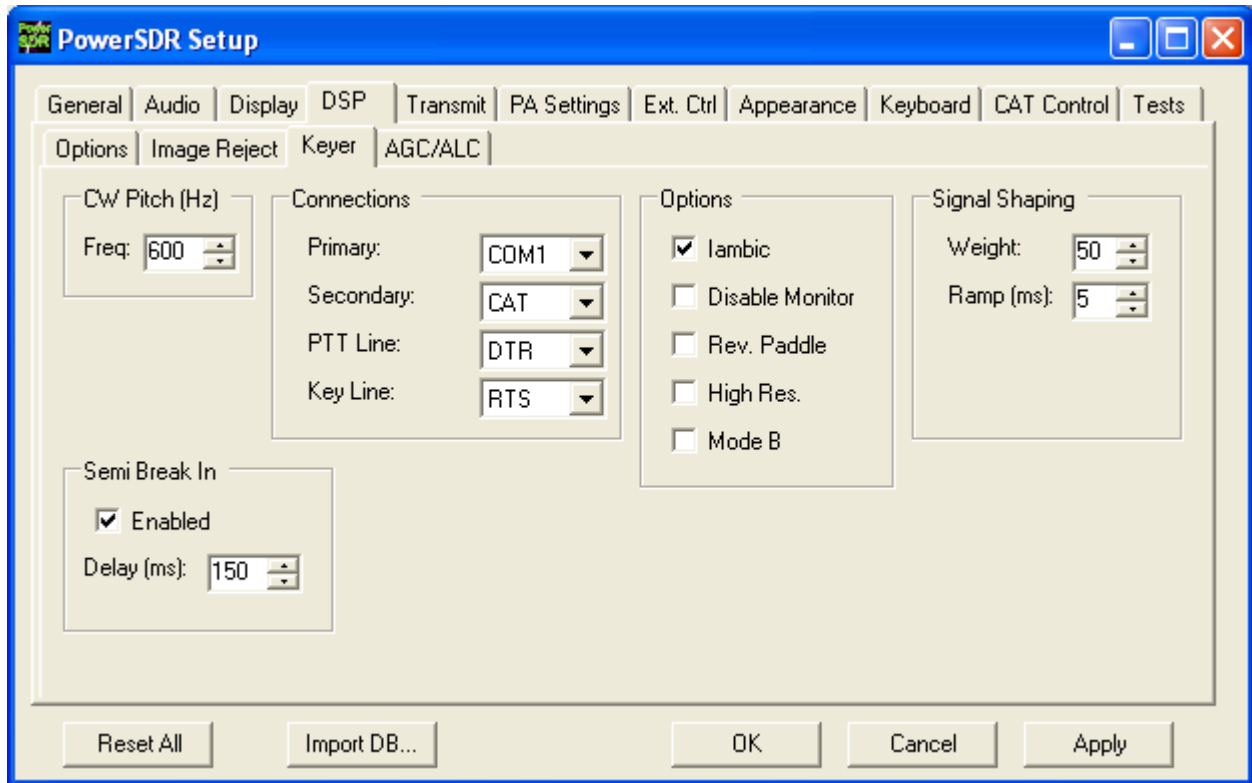 Power SDR PowerSDR Setup
General Audio Display DSP Transmit PA Settings Ext. Ctrl Appearance Keyboard CAT Control Tests
Options Image Reject Keyer AGC/ALC
CW Pitch (Hz)
Freq: 600
Connections
Primary: COM1
Secondary: CAT
PTT Line: DTR
Key Line: RTS
Options
Iambic
Disable Monitor
Rev. Paddle
High Res.
Mode B
Signal Shaping
Weight: 50
Ramp (ms): 5
Semi Break In
Enabled
Delay (ms): 150
Reset All Import DB... OK Cancel Apply